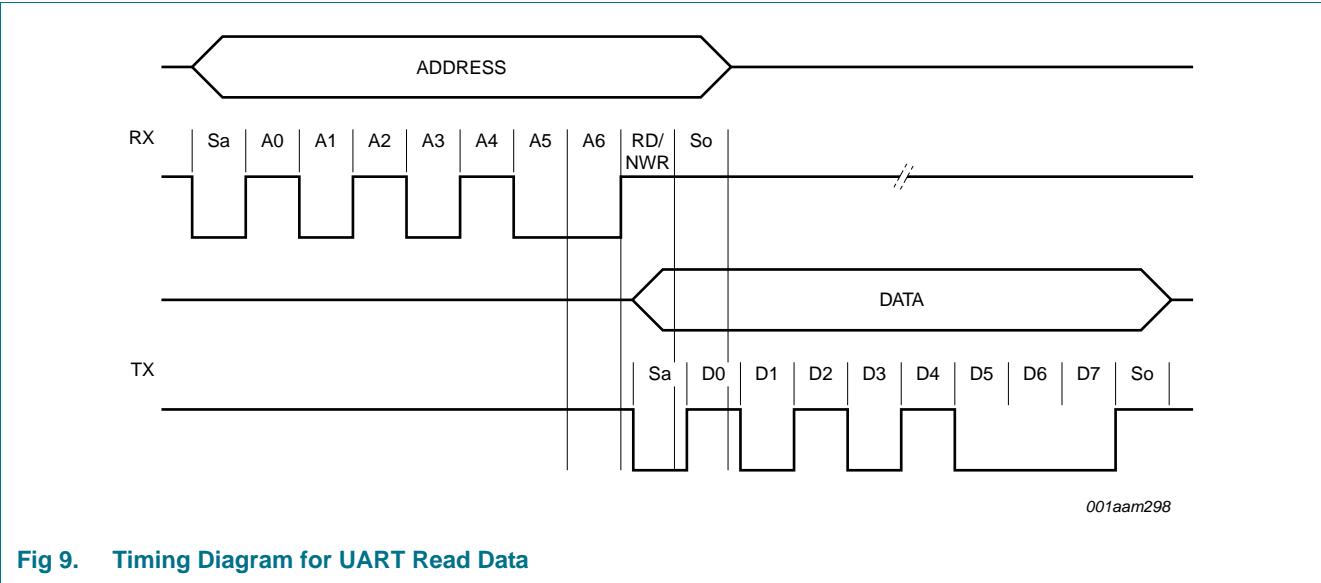 ADDRESS
RX Sa A0 A1 A2 A3 A4 A5 A6 RD/ So
NWR
DATA
TX Sa D0 D1 D2 D3 D4 D5 D6 D7 So
001aam298
Fig 9. Timing Diagram for UART Read Data